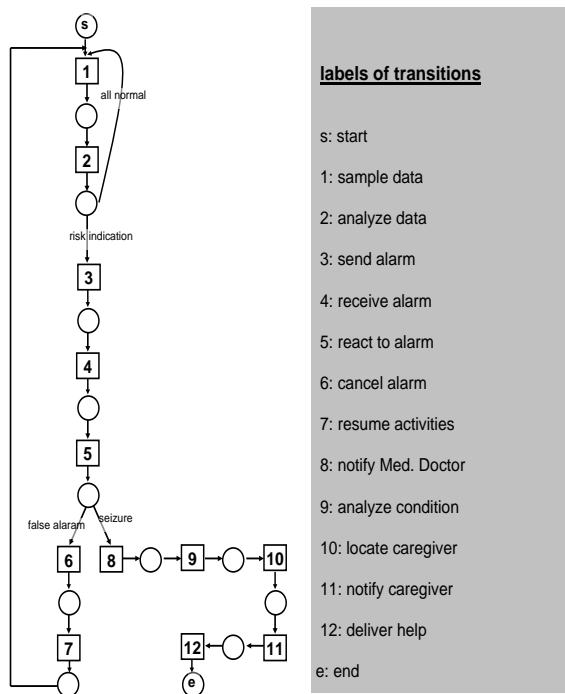 s
1
all normal
2
risk indication
3
4
5
false alaram
seizure
6
8
9
10
7
12
11
e
labels of transitions
s: start
1: sample data
2: analyze data
3: send alarm
4: receive alarm
5: react to alarm
6: cancel alarm
7: resume activities
8: notify Med. Doctor
9: analyze condition
10: locate caregiver
11: notify caregiver
12: deliver help
e: end